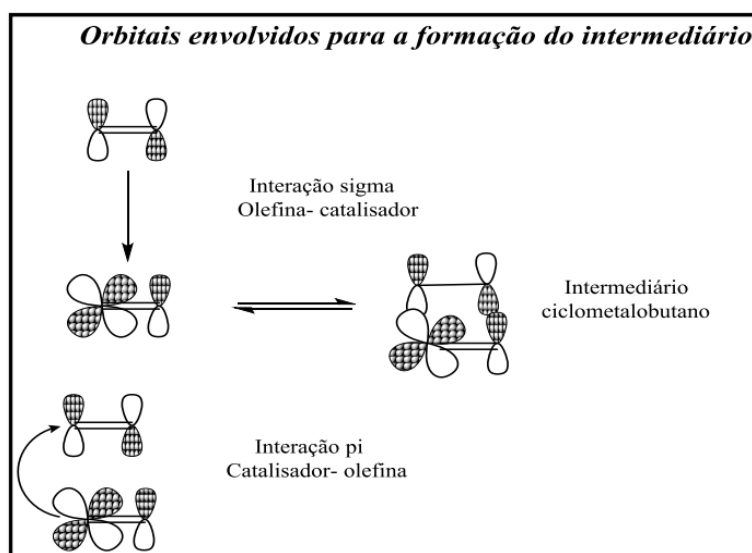 Orbitais envolvidos para a formação do intermediário
Interação sigma
Olefina- catalisador
Intermediário
ciclometalobutano
Interação pi
Catalisador- olefina